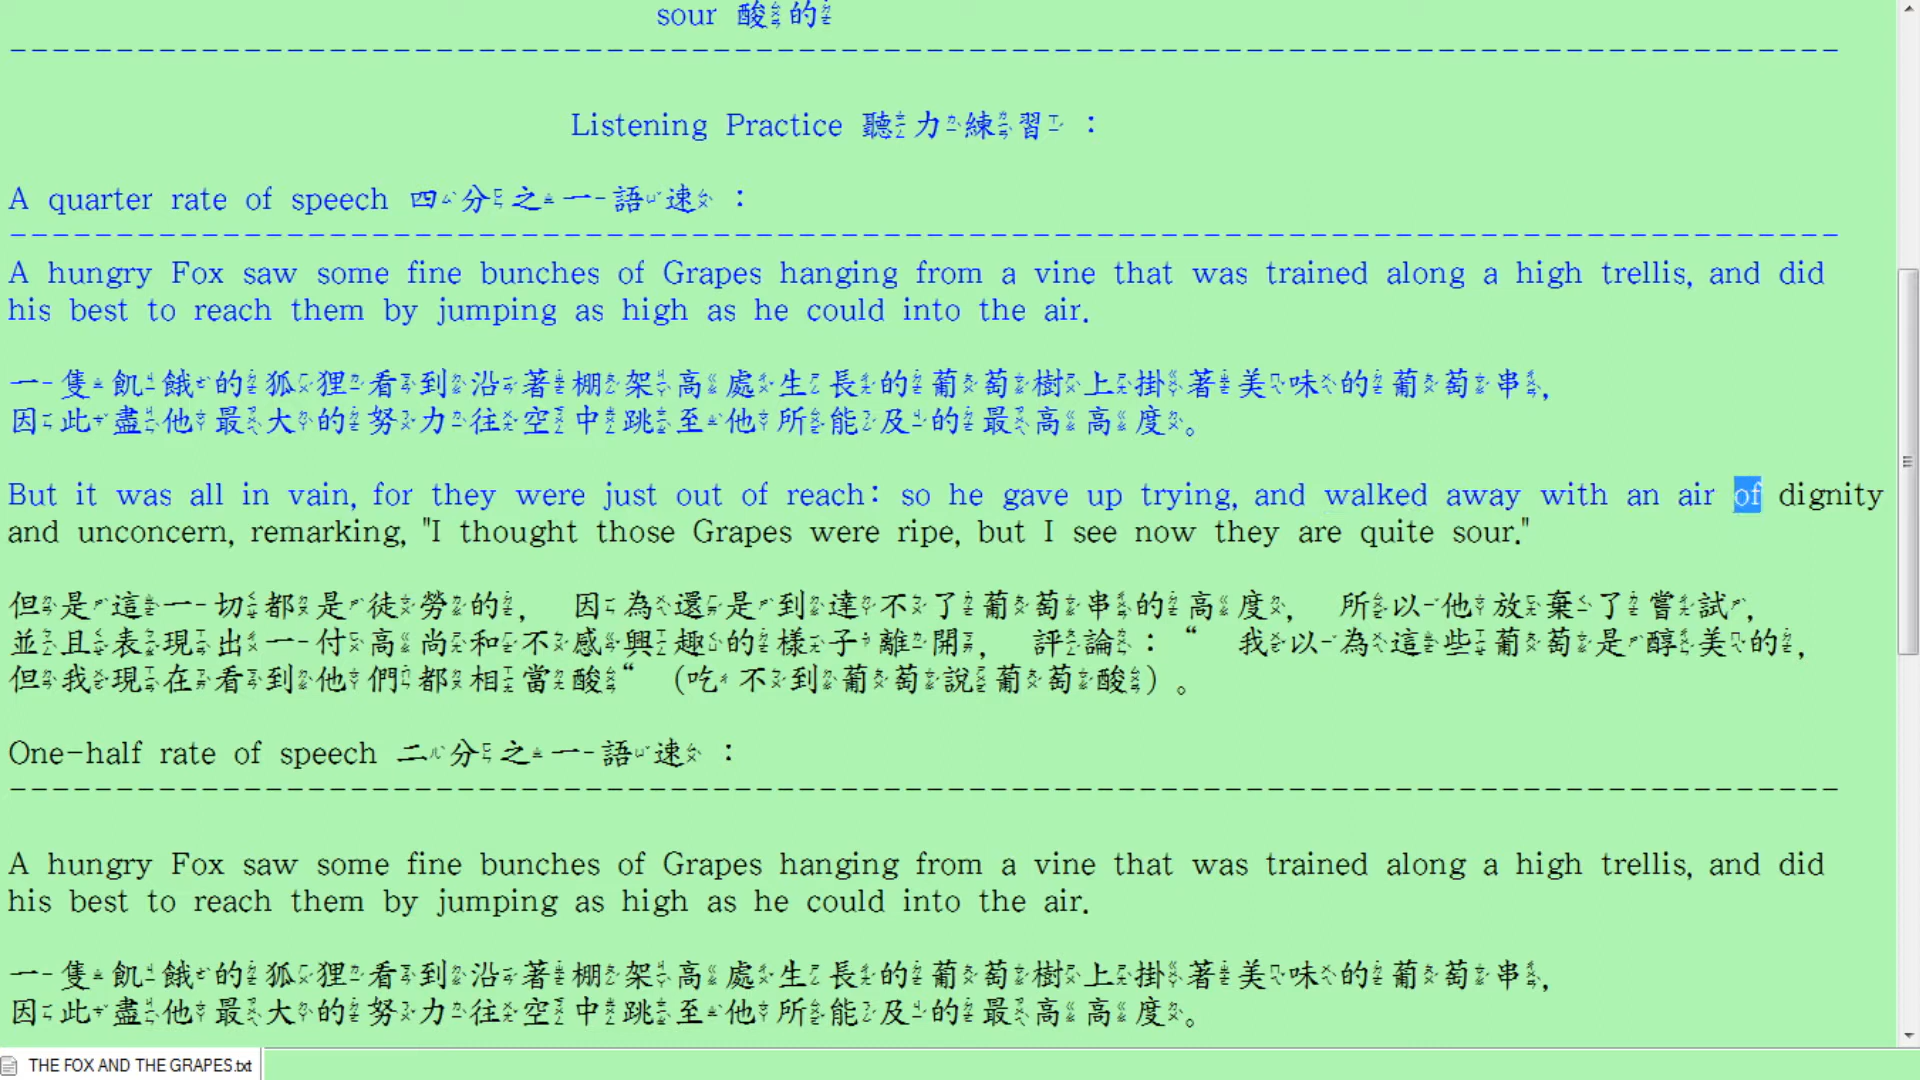 sour 酸的
--------------------------------------------------------------------------------
Listening Practice 聽力練習 :
A quarter rate of speech 四分之一語速 :
--------------------------------------------------------------------------------
A hungry Fox saw some fine bunches of Grapes hanging from a vine that was trained along a high trellis, and did
his best to reach them by jumping as high as he could into the air.
一隻飢餓的狐狸看到沿著棚架高處生長的葡萄樹上掛著美味的葡萄串,
因此盡他最大的努力往空中跳至他所能及的最高高度。
But it was all in vain, for they were just out of reach: so he gave up trying, and walked away with an air of dignity
and unconcern, remarking, "I thought those Grapes were ripe, but I see now they are quite sour."
但是這一切都是徒勞的, 因為還是到達不了葡萄串的高度, 所以他放棄了嘗試,
並且表現出一付高尚和不感興趣的樣子離開, 評論:“ 我以為這些葡萄是醇美的,
但我現在看到他們都相當酸“ (吃不到葡萄說葡萄酸) 。
One-half rate of speech 二分之一語速 :
--------------------------------------------------------------------------------
A hungry Fox saw some fine bunches of Grapes hanging from a vine that was trained along a high trellis, and did
his best to reach them by jumping as high as he could into the air.
一隻飢餓的狐狸看到沿著棚架高處生長的葡萄樹上掛著美味的葡萄串,
因此盡他最大的努力往空中跳至他所能及的最高高度。
THE FOX AND THE GRAPES.txt